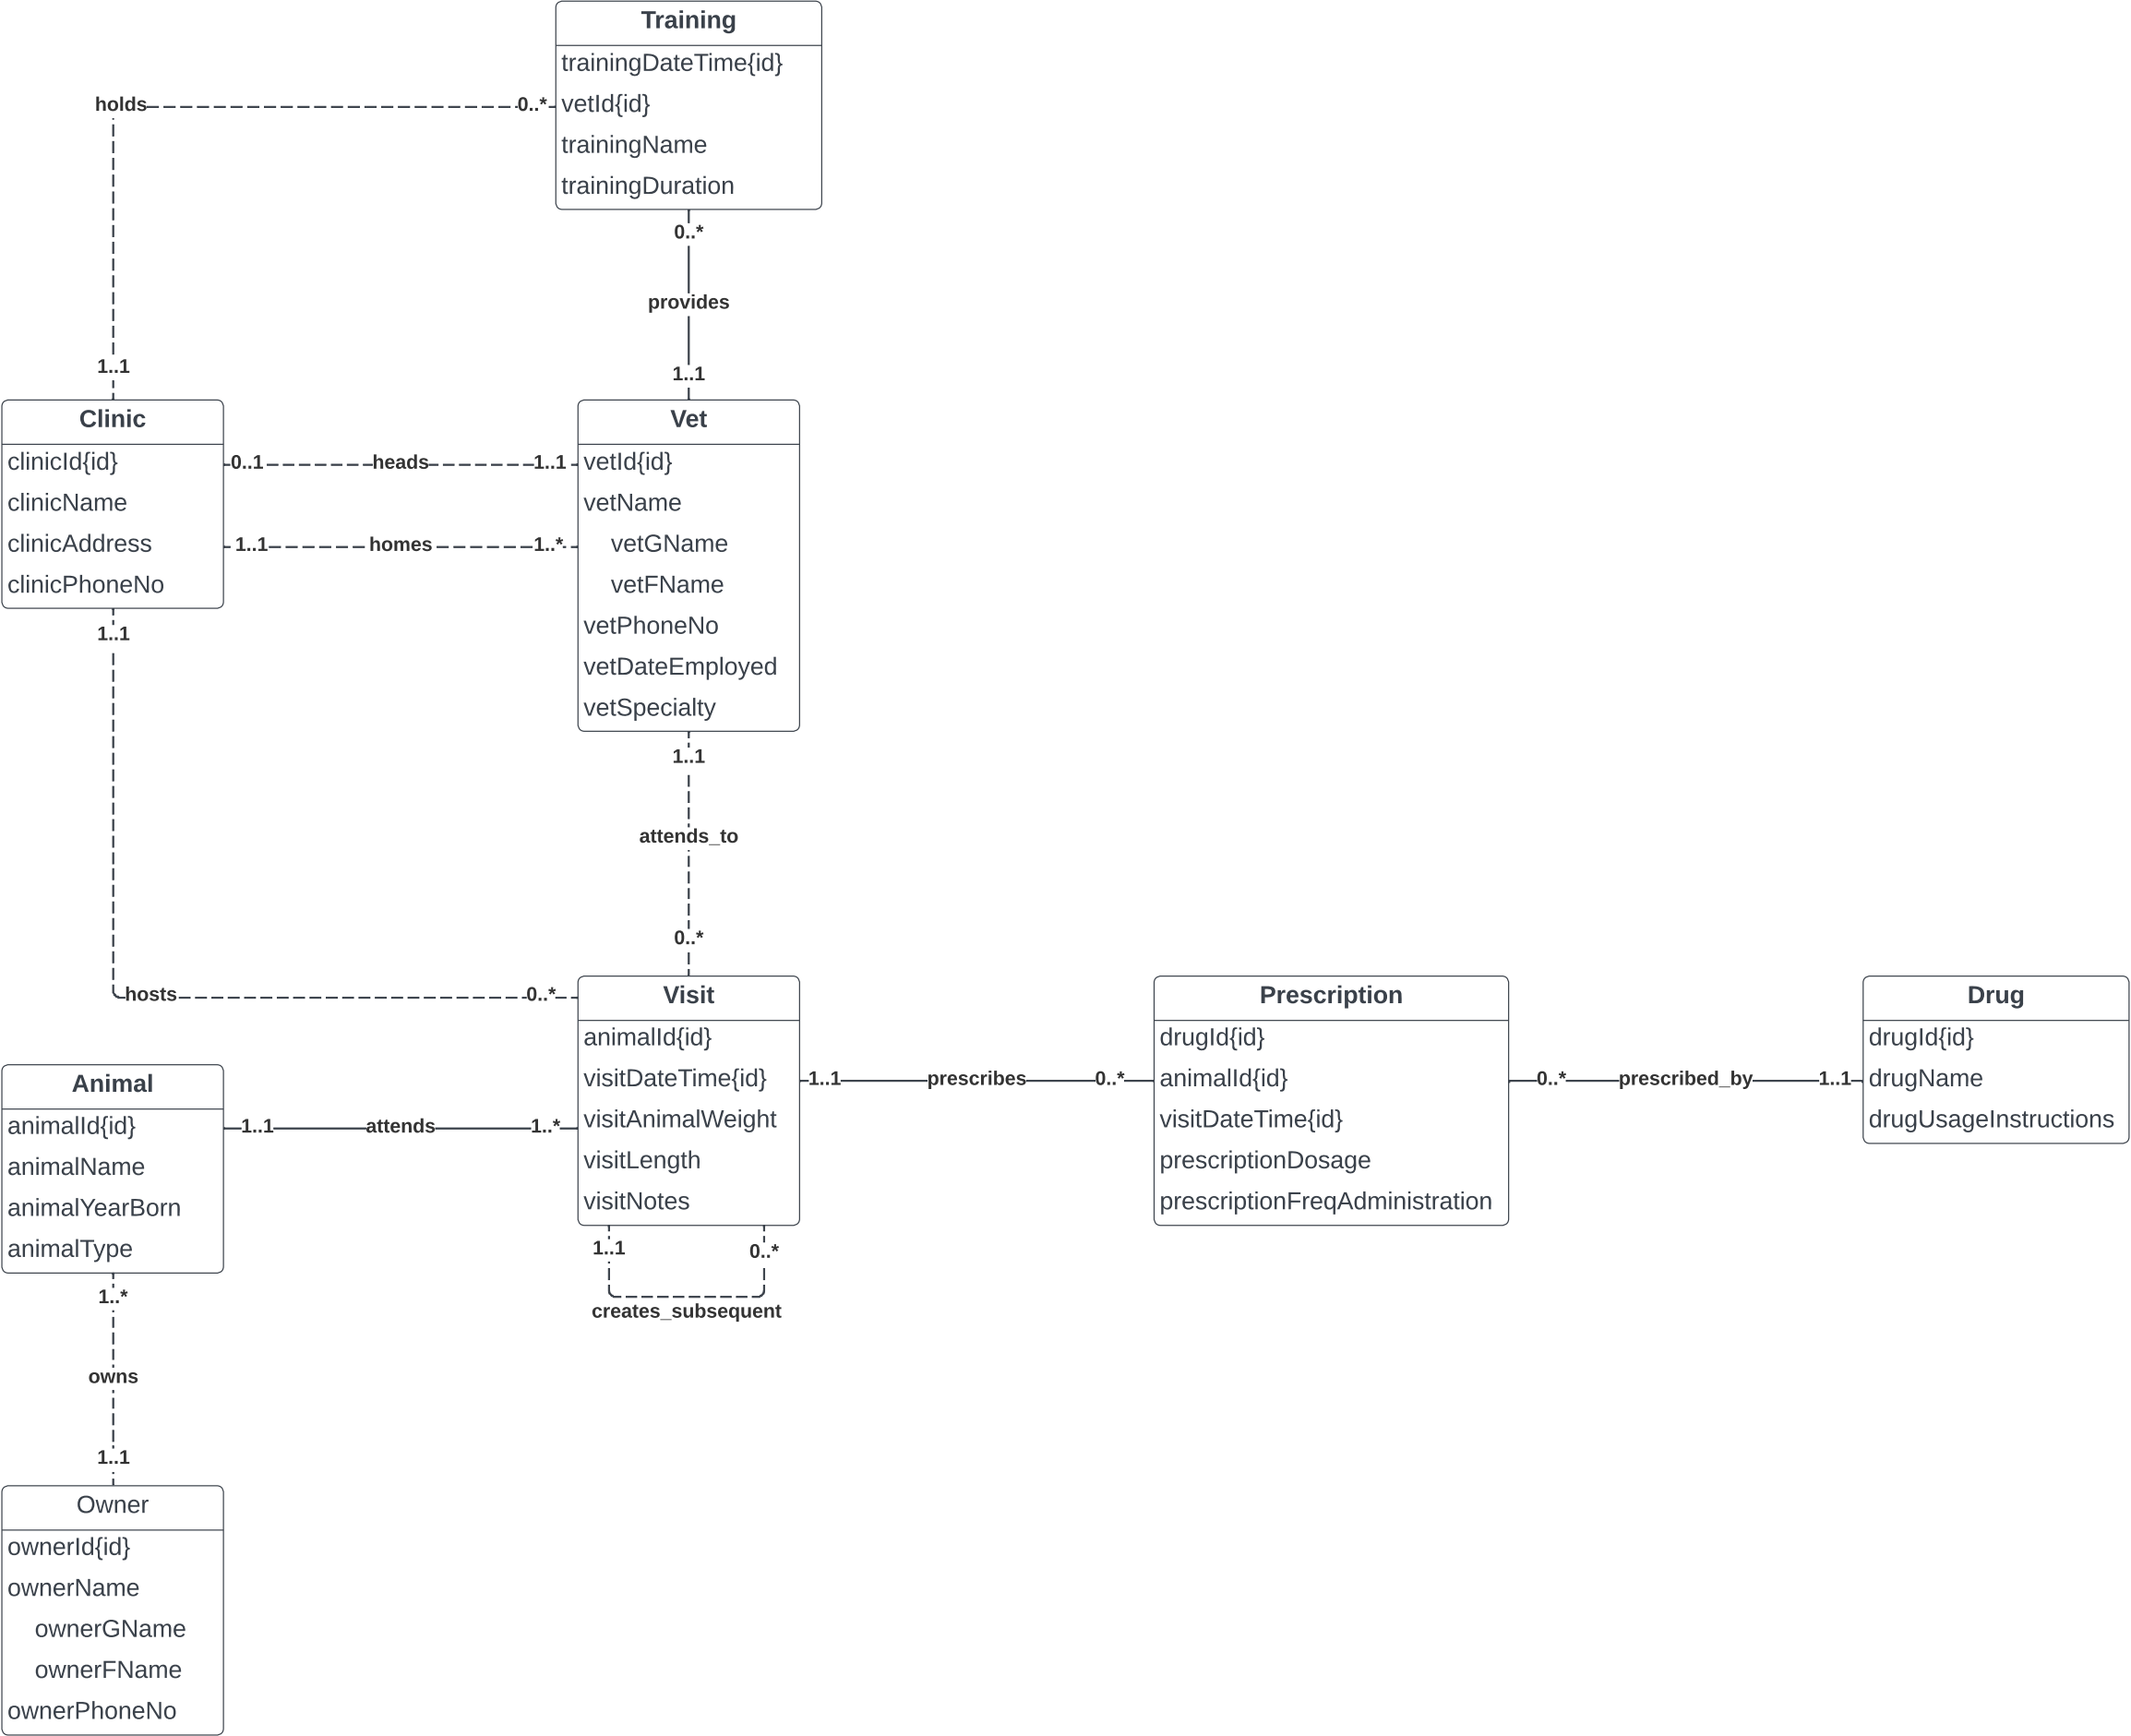 Training
trainingDateTime{id}
vetId{id}
trainingName
trainingDuration
holds
0..*
0..*
provides
1..1
1..1
Clinic
clinicId{id}
clinicName
clinicAddress
clinicPhoneNo
0..1 heads 1..1
1..1 homes 1..*
Vet
vetId{id}
vetName
vetGName
vetFName
vetPhoneNo
vetDateEmployed
vetSpecialty
1..1
1..1
attends_to
0..*
hosts
0..*
Visit
animalId{id}
visitDateTime{id}
visitAnimalWeight
visitLength
visitNotes
1..1 prescribes 0..*
Prescription
drugId{id}
animalId{id}
visitDateTime{id}
prescriptionDosage
prescriptionFreqAdministration
0..* prescribed_by 1..1
Drug
drugId{id}
drugName
drugUsageInstructions
Animal
animalId{id}
animalName
animalYearBorn
animalType
1..1 attends 1..*
1..1
0..*
creates_subsequent
1..*
owns
1..1
Owner
ownerId{id}
ownerName
ownerGName
ownerFName
ownerPhoneNo